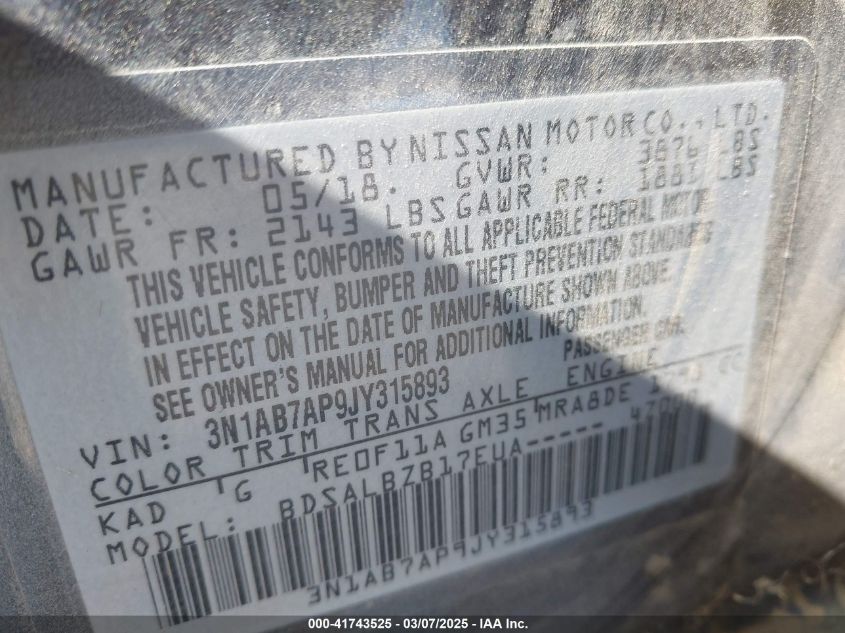 MANUFACTURED BY NISSAN MOTOR CO., LTD.
DATE: 05/18. GVWR: 3876 LBS
GAWR FR: 2143 LBS GAWR RR: 1881 LBS
THIS VEHICLE CONFORMS TO ALL APPLICABLE FEDERAL MOTOR
VEHICLE SAFETY, BUMPER AND THEFT PREVENTION STANDARDS
IN EFFECT ON THE DATE OF MANUFACTURE SHOWN ABOVE
SEE OWNER'S MANUAL FOR ADDITIONAL INFORMATION.
VIN: 3N1AB7AP9JY315893 PASSENGER CAR
COLOR TRIM TRANS AXLE ENGINE
KAD G RE0F11A GM35 MRA8DE
MODEL: BDSALBZB17EUA-----
3N1AB7AP9JY315893
000-41743525 - 03/07/2025 - IAA Inc.